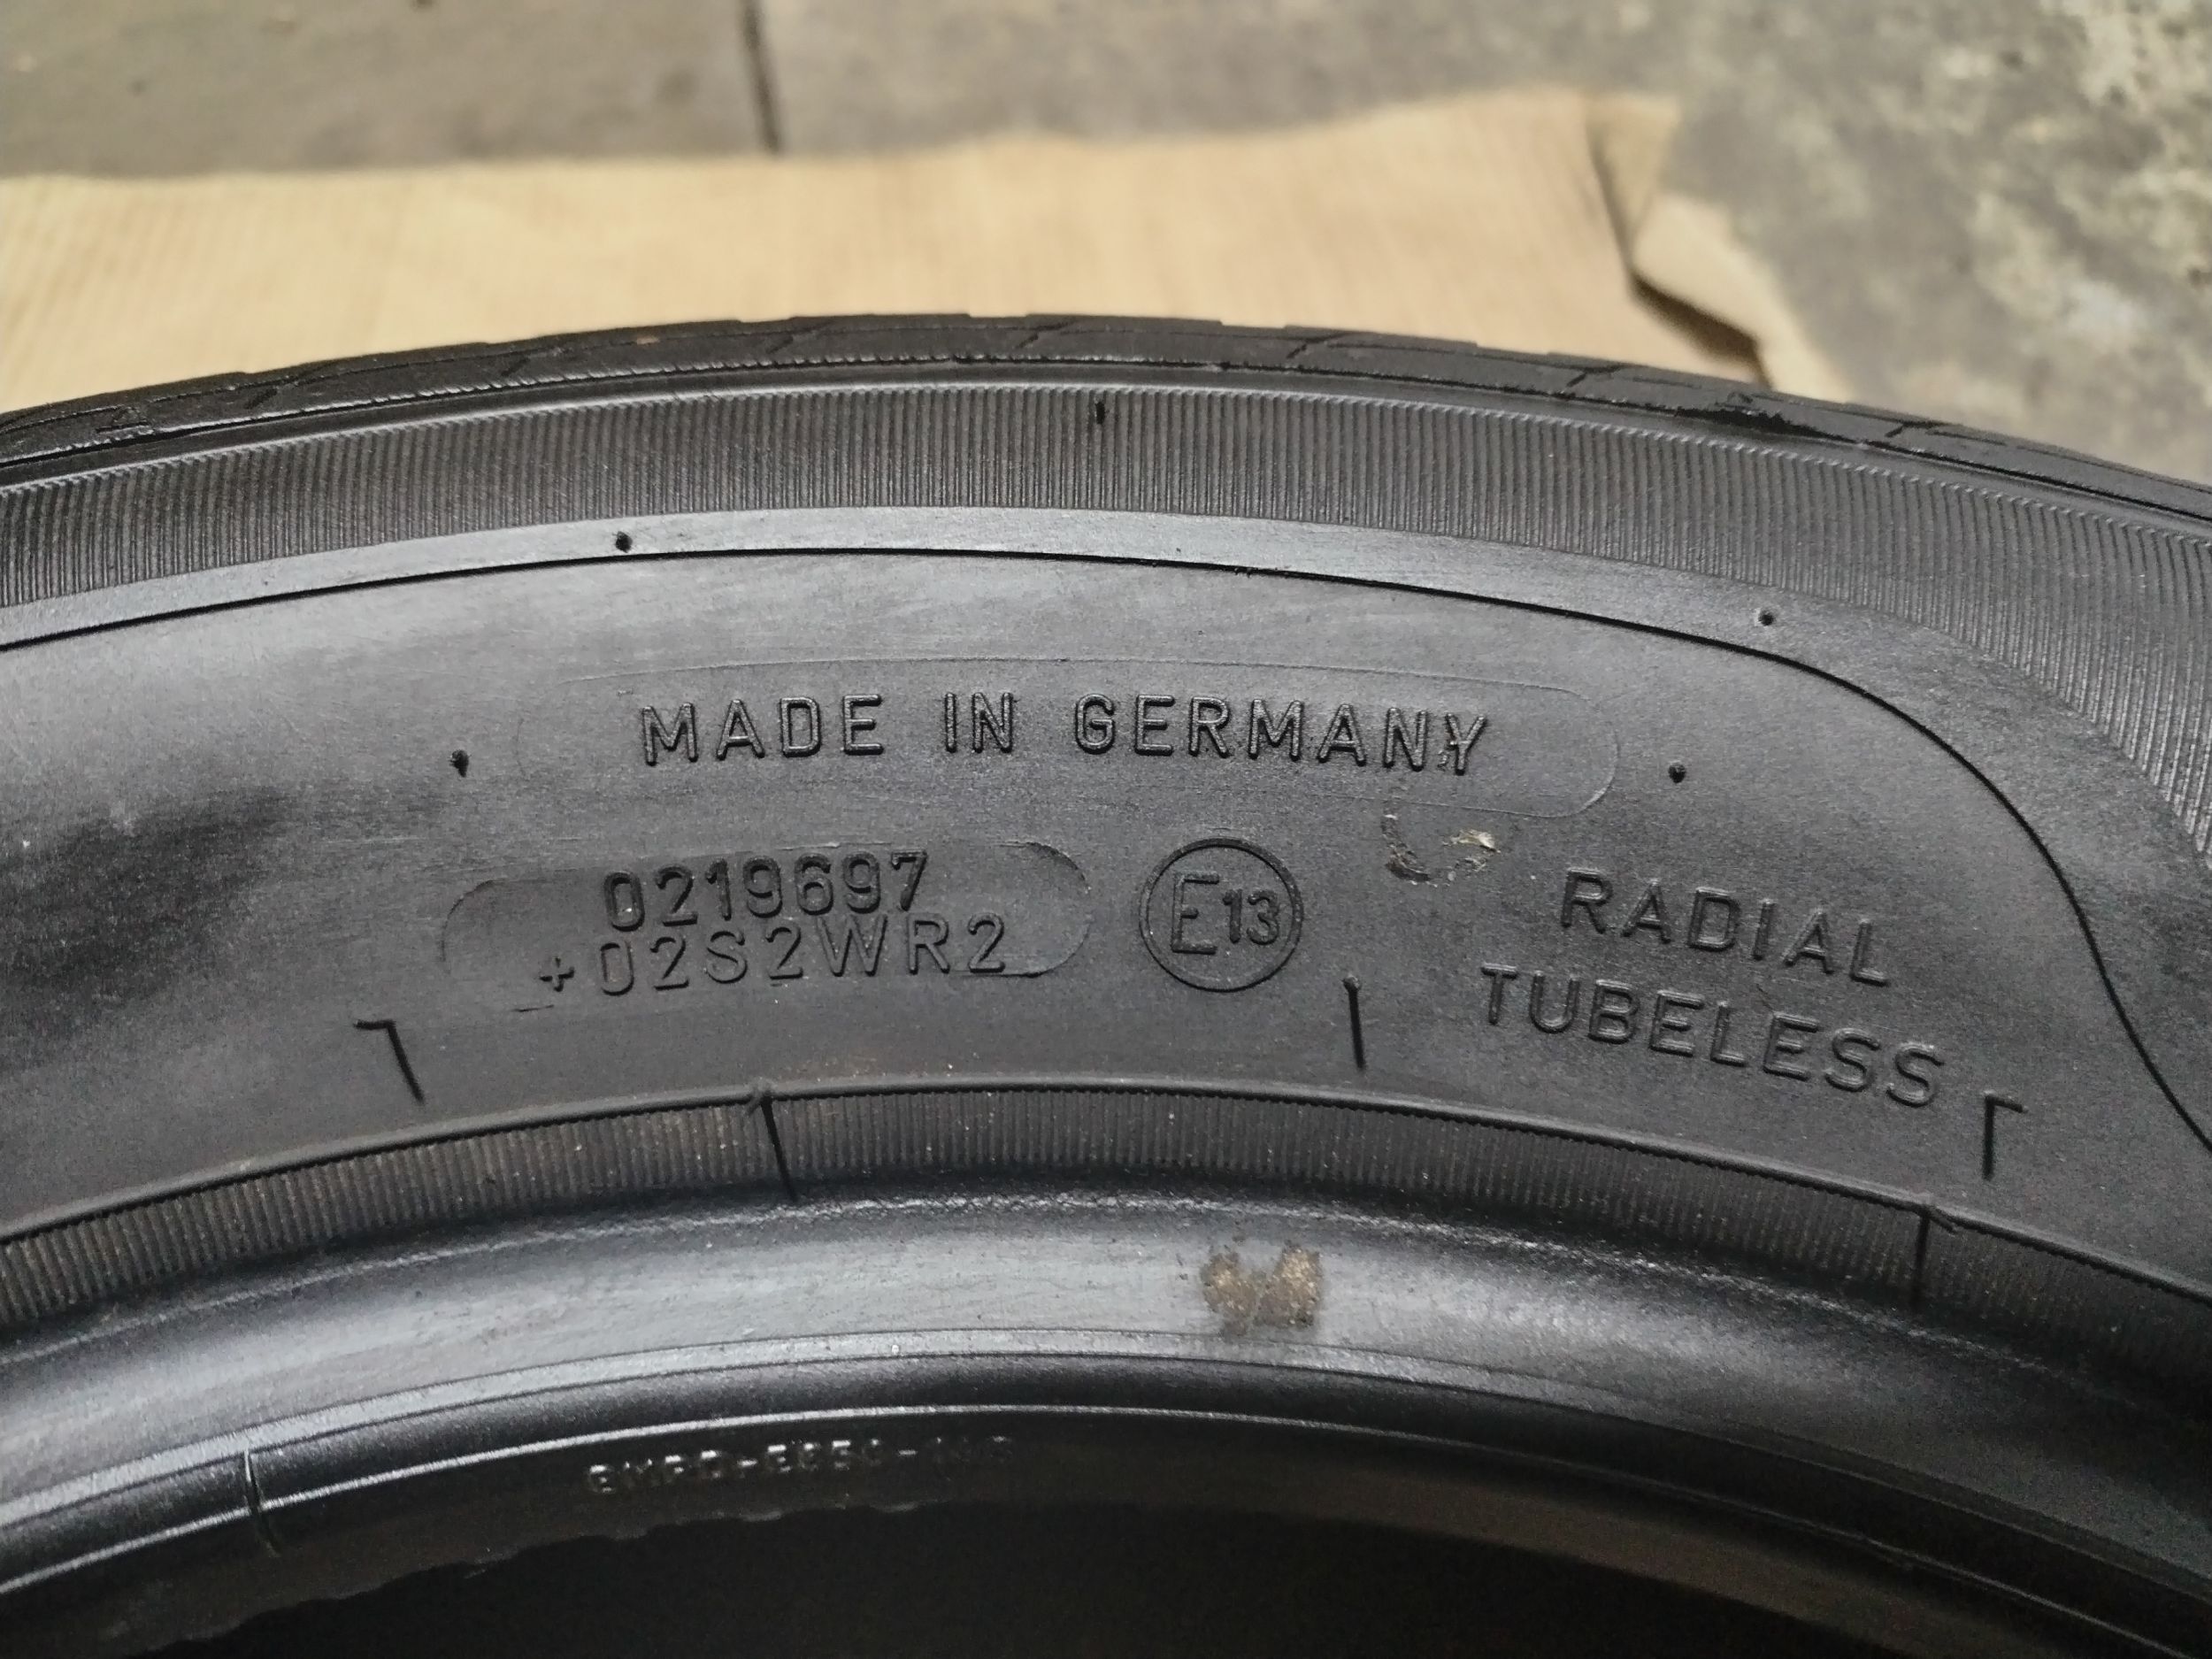 MADE IN GERMANY
0219697
+02S2WR2
E13
RADIAL
TUBELESS